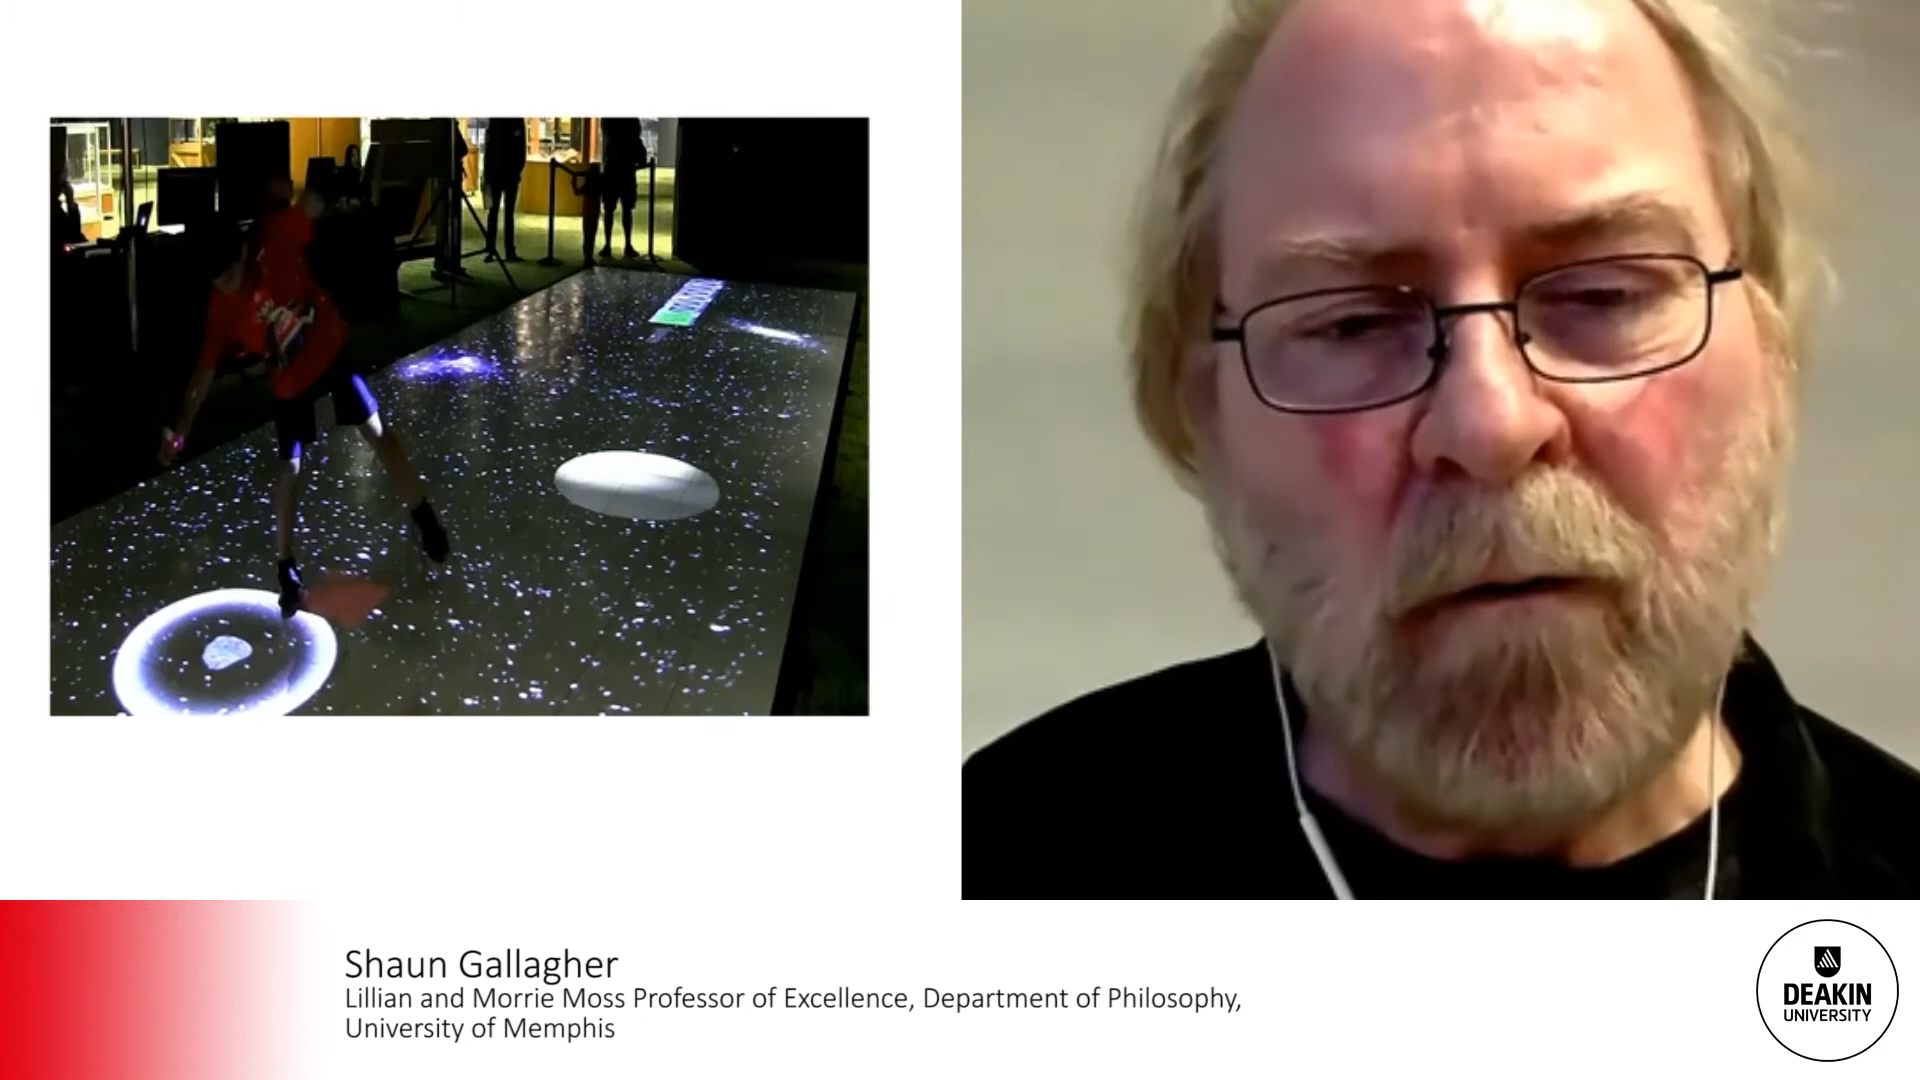 Shaun Gallagher
Lillian and Morrie Moss Professor of Excellence, Department of Philosophy,
University of Memphis
DEAKIN
UNIVERSITY